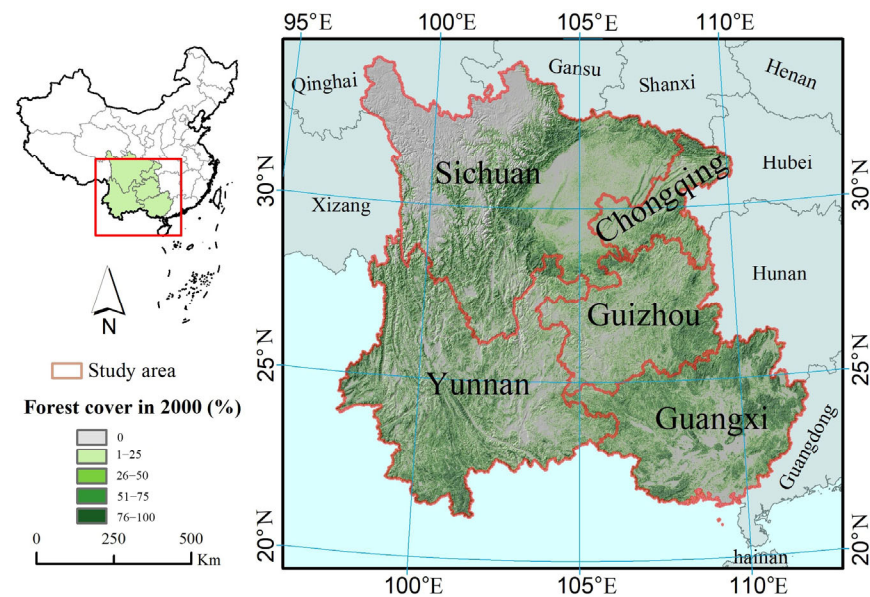 95°E 100°E 105°E 110°E
Qinghai
Gansu
Shanxi
Henan
Sichuan
Chongqing
Hubei
30°N
30°N
Xizang
Hunan
Guizhou
N
25°N
25°N
Study area
Yunnan
Guangxi
Guangdong
Forest cover in 2000 (%)
0
1–25
26–50
51–75
76–100
20°N
20°N
hainan
0 250 500
Km
100°E 105°E 110°E